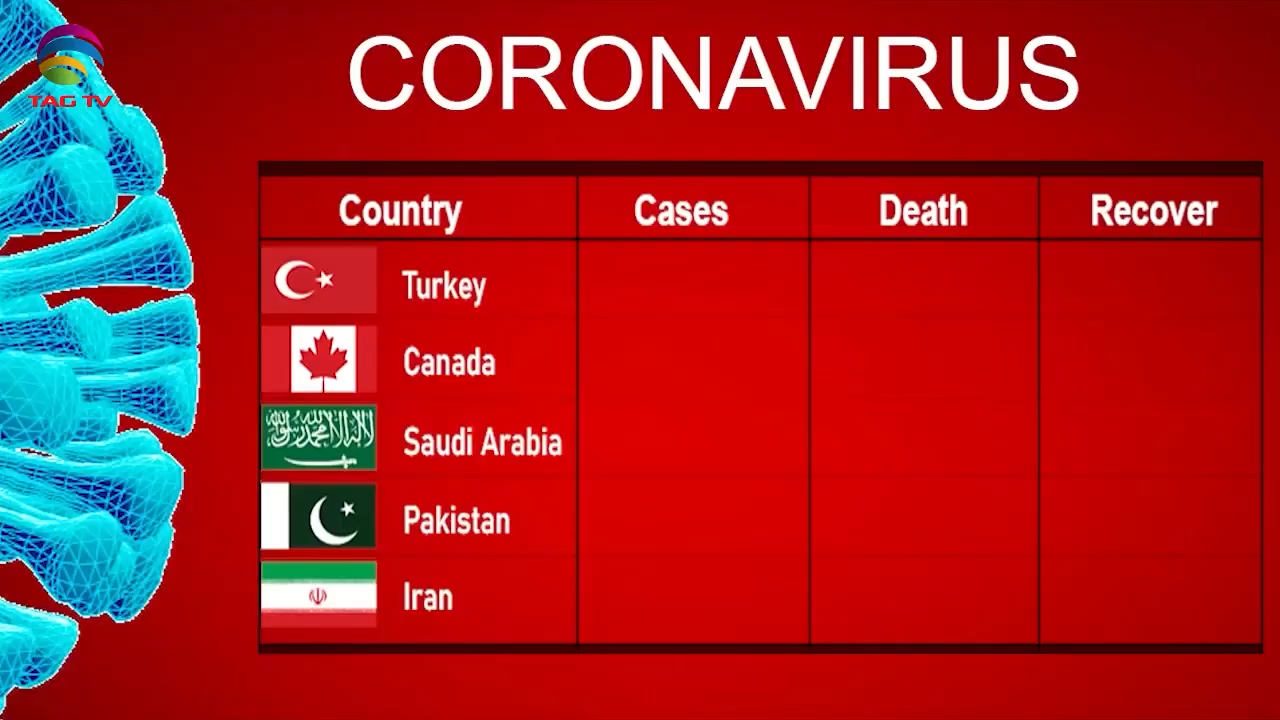 TAG TV
CORONAVIRUS
Country Cases Death Recover
Turkey
Canada
لا إله إلا الله محمد رسول الله
Saudi Arabia
Pakistan
Iran